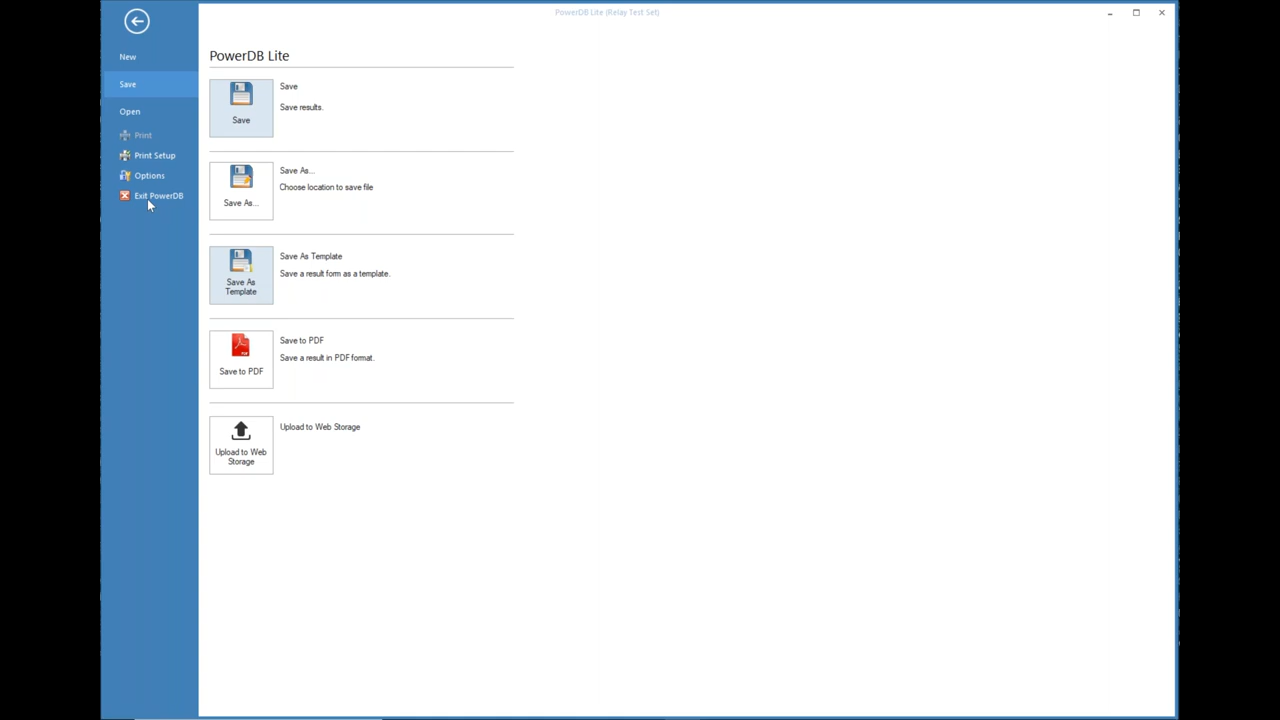 PowerDB Lite (Relay Test Set)
New
Save
Open
Print
Print Setup
Options
Exit PowerDB
PowerDB Lite
Save
Save
Save results.
Save As...
Save As...
Choose location to save file
Save As
Template
Save As Template
Save a result form as a template.
PDF
Save to PDF
Save to PDF
Save a result in PDF format.
Upload to Web
Storage
Upload to Web Storage